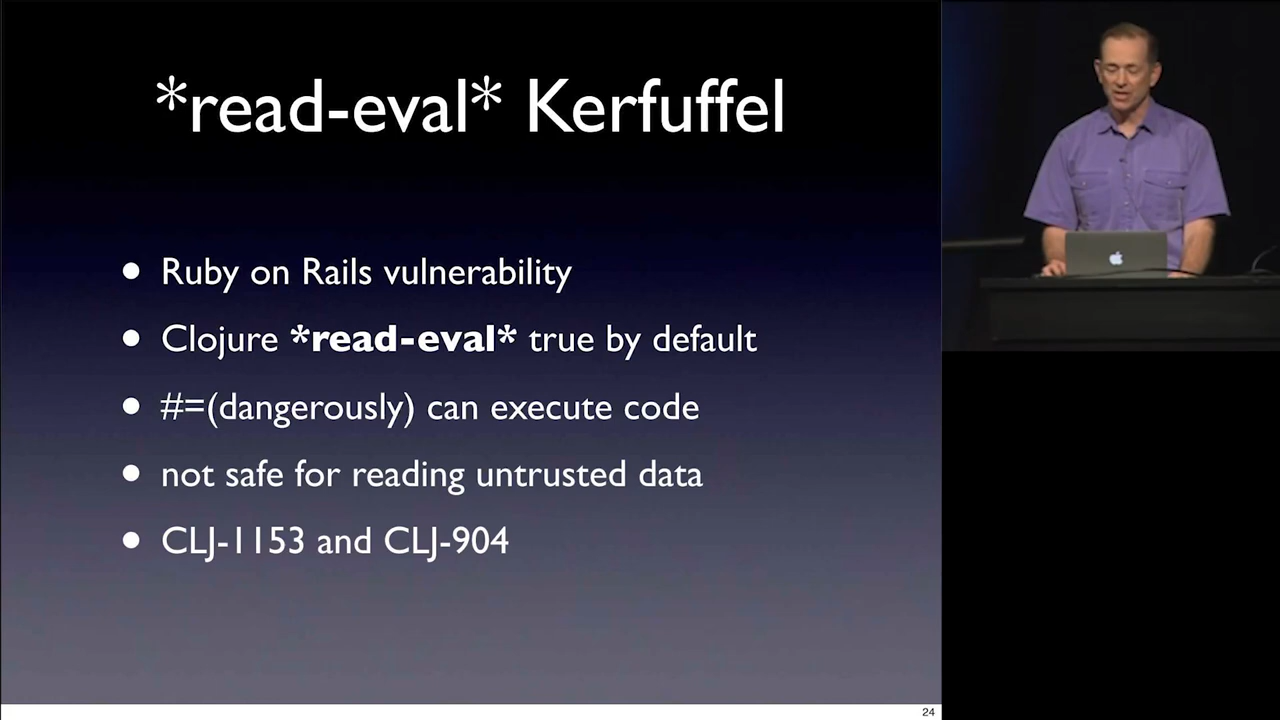 *read-eval* Kerfuffel
• Ruby on Rails vulnerability
• Clojure *read-eval* true by default
• #=(dangerously) can execute code
• not safe for reading untrusted data
• CLJ-1153 and CLJ-904
24